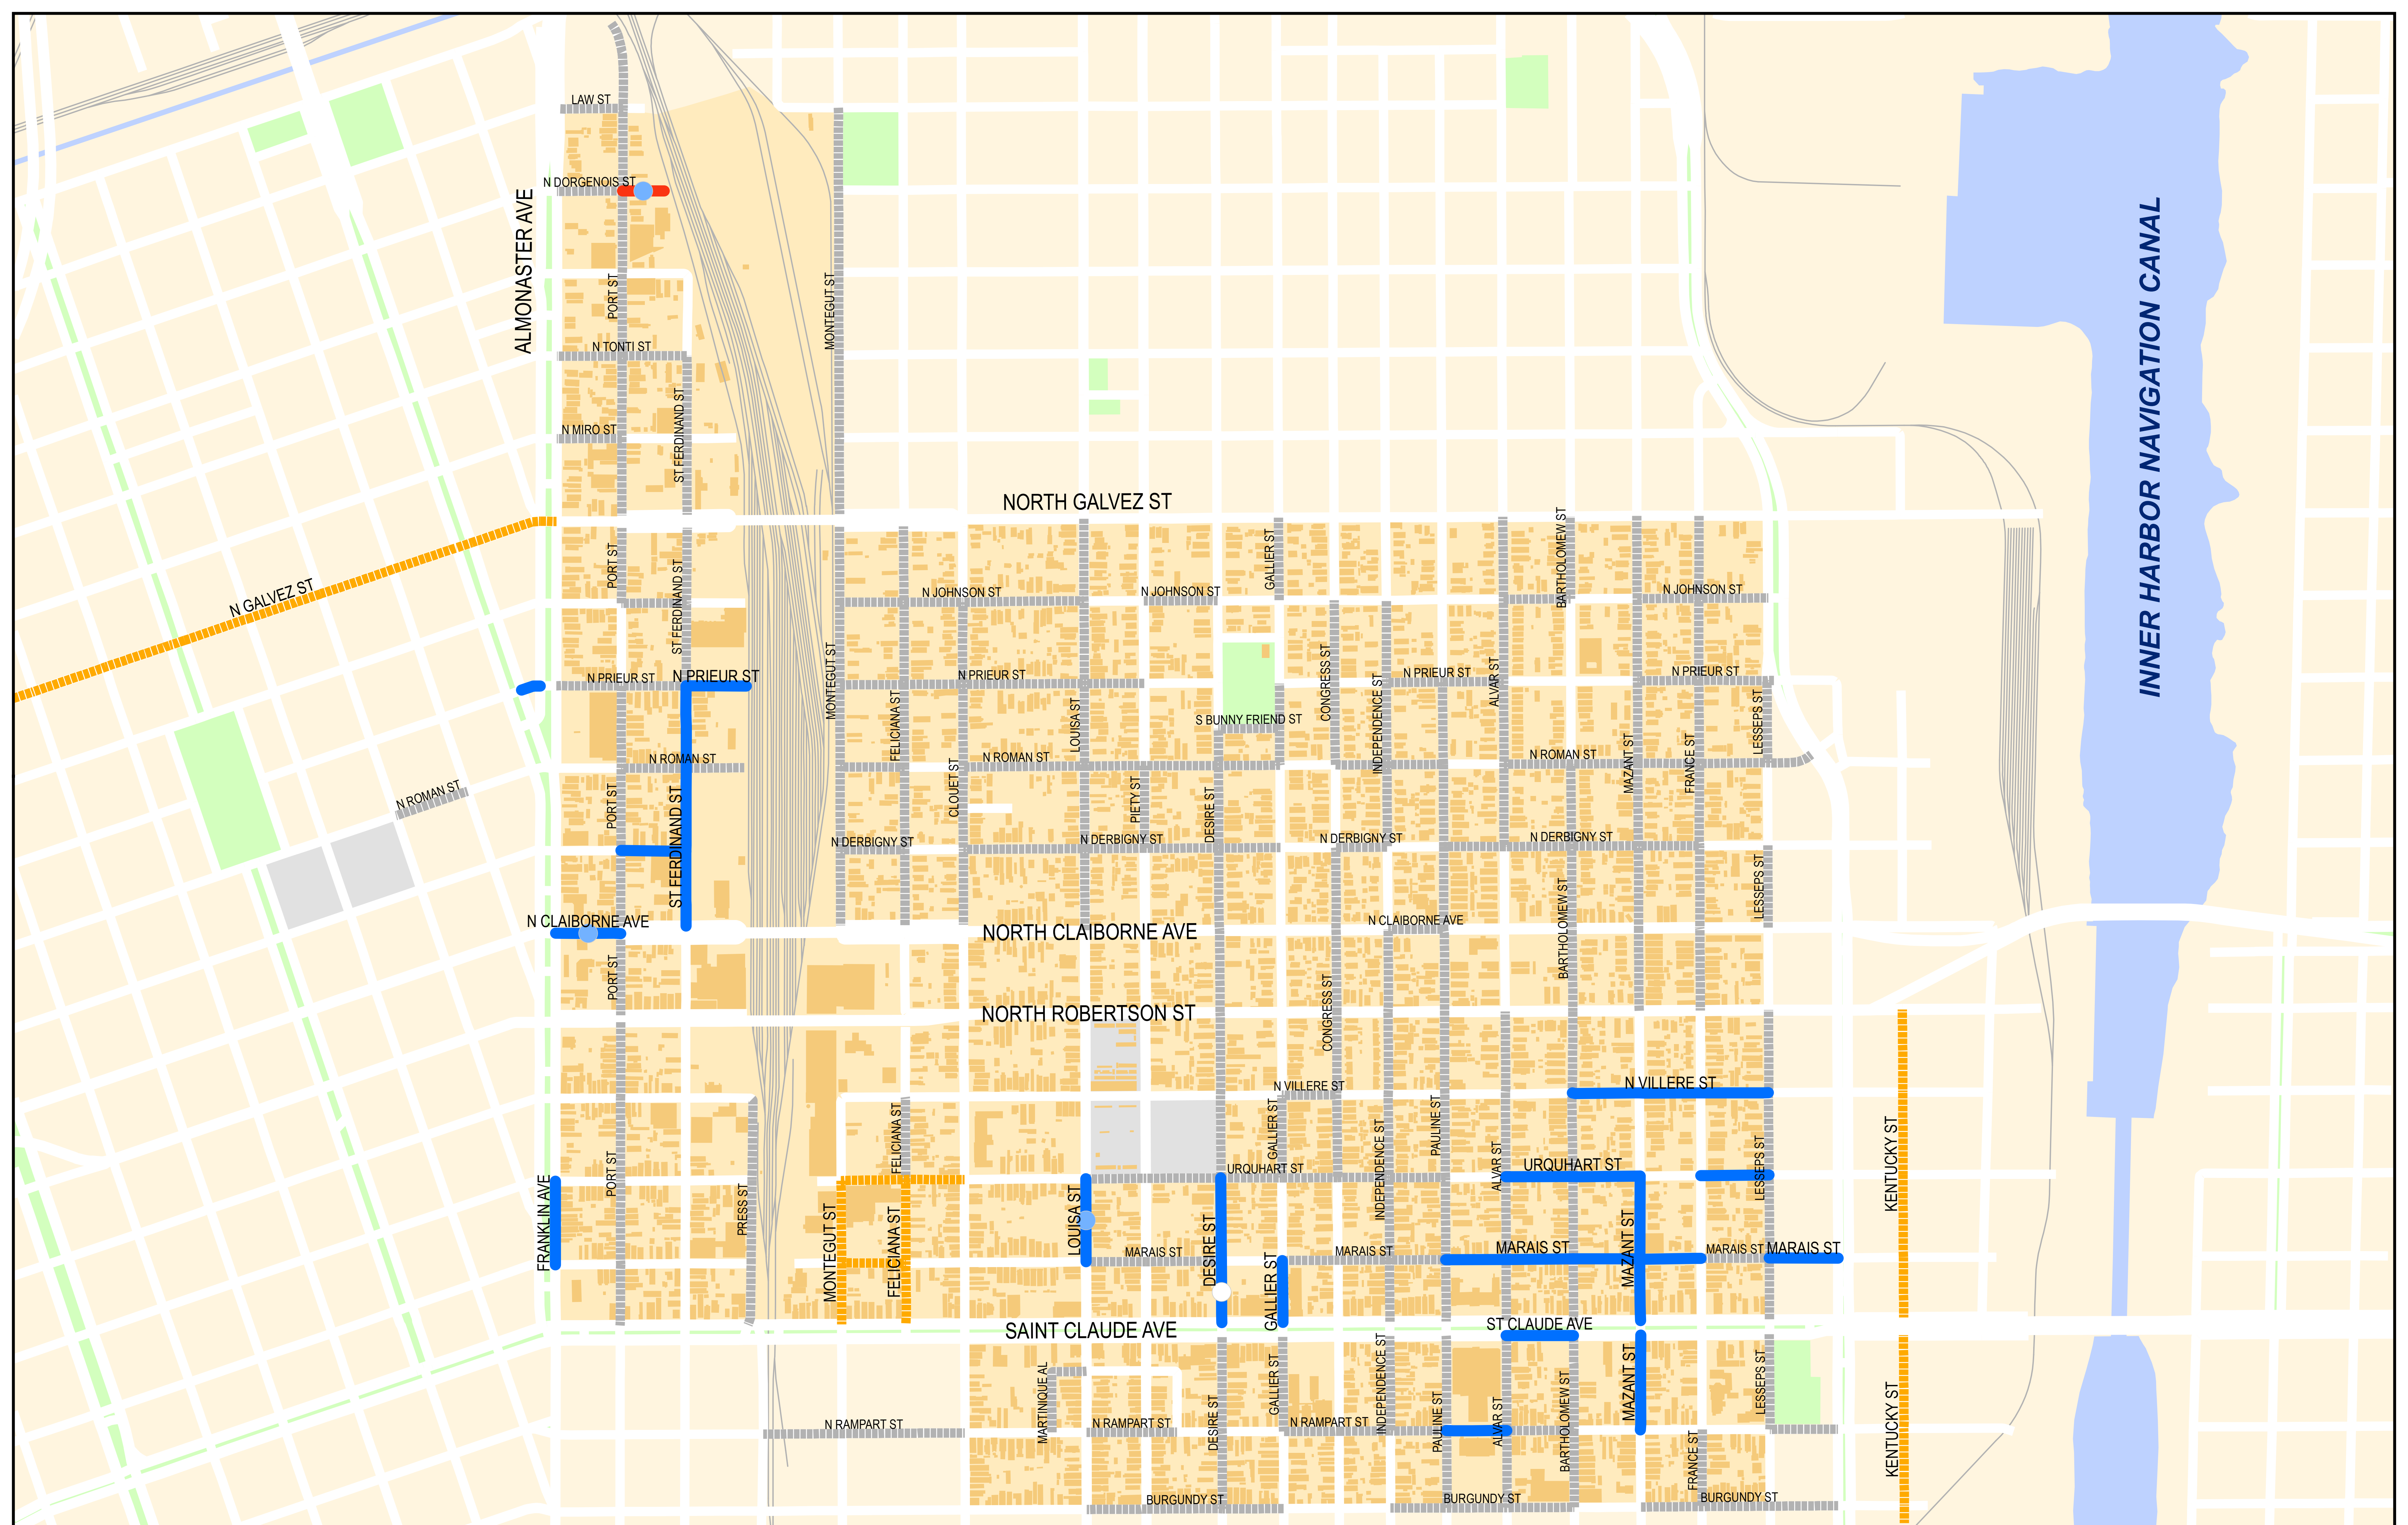 LAW ST
N DORGENOIS ST
ALMONASTER AVE
PORT ST
MONTEGUT ST
INNER HARBOR NAVIGATION CANAL
N TONTI ST
ST FERDINAND ST
N MIRO ST
NORTH GALVEZ ST
N GALVEZ ST
PORT ST
ST FERDINAND ST
GALLIER ST
BARTHOLOMEW ST
N JOHNSON ST
N JOHNSON ST
N JOHNSON ST
N PRIEUR ST
N PRIEUR ST
MONTEGUT ST
N PRIEUR ST
CONGRESS ST
N PRIEUR ST
ALVAR ST
N PRIEUR ST
FELICIANA ST
LOUISA ST
S BUNNY FRIEND ST
INDEPENDENCE ST
LESSEPS ST
N ROMAN ST
N ROMAN ST
N ROMAN ST
N ROMAN ST
MAZANT ST
FRANCE ST
PORT ST
ST FERDINAND ST
CLOUET ST
PIETY ST
DESIRE ST
N DERBIGNY ST
N DERBIGNY ST
N DERBIGNY ST
N DERBIGNY ST
BARTHOLOMEW ST
LESSEPS ST
N CLAIBORNE AVE
NORTH CLAIBORNE AVE
N CLAIBORNE AVE
PORT ST
NORTH ROBERTSON ST
CONGRESS ST
N VILLERE ST
N VILLERE ST
FELICIANA ST
GALLIER ST
PAULINE ST
KENTUCKY ST
PORT ST
URQUHART ST
INDEPENDENCE ST
ALVAR ST
URQUHART ST
LESSEPS ST
FRANKLIN AVE
PRESS ST
MONTEGUT ST
FELICIANA ST
LOUISA ST
MARAIS ST
DESIRE ST
GALLIER ST
MARAIS ST
MARAIS ST
MAZANT ST
MARAIS ST
MARAIS ST
SAINT CLAUDE AVE
ST CLAUDE AVE
MARTINIQUE AL
GALLIER ST
INDEPENDENCE ST
MAZANT ST
LESSEPS ST
KENTUCKY ST
N RAMPART ST
N RAMPART ST
DESIRE ST
N RAMPART ST
PAULINE ST
ALVAR ST
BARTHOLOMEW ST
FRANCE ST
BURGUNDY ST
BURGUNDY ST
BURGUNDY ST